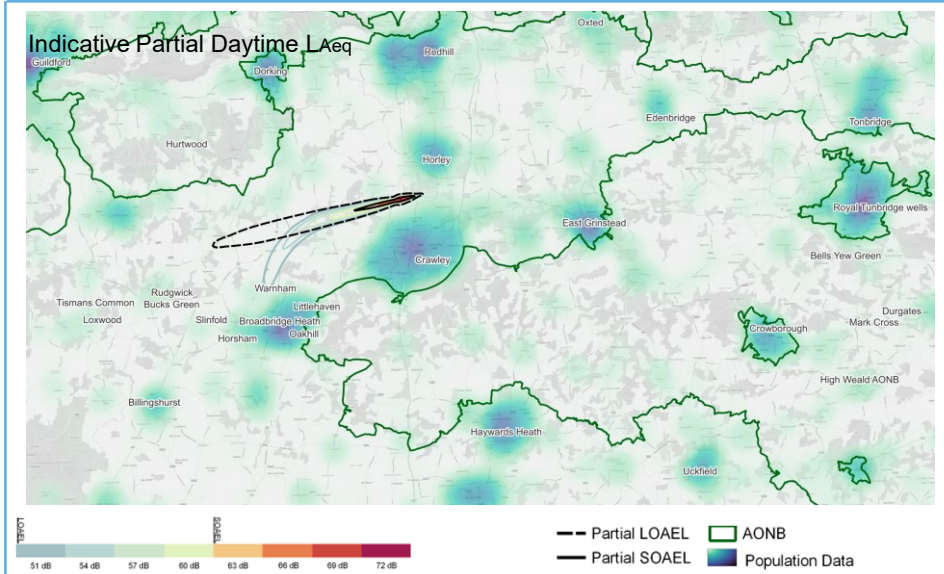 Indicative Partial Daytime LAeq
Oxted
Guildford
Redhill
Dorking
Edenbridge
Tonbridge
Hurtwood
Horley
Royal Tunbridge wells
East Grinstead
Crawley
Bells Yew Green
Warnham
Rudgwick
Tismans Common
Bucks Green
Littlehaven
Durgates
Loxwood
Slinfold
Broadbridge Heath
Mark Cross
Oakhill
Crowborough
Horsham
High Weald AONB
Billingshurst
Haywards Heath
Uckfield
LOAEL
SOAEL
51 dB 54 dB 57 dB 60 dB 63 dB 66 dB 69 dB 72 dB
Partial LOAEL
AONB
Partial SOAEL
Population Data